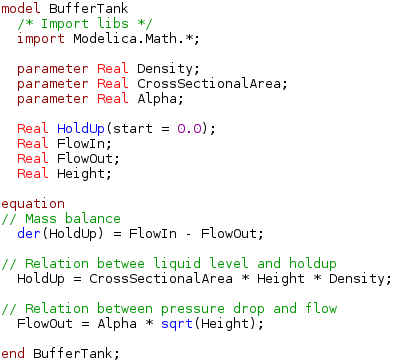 model BufferTank
  /* Import libs */
  import Modelica.Math.*;

  parameter Real Density;
  parameter Real CrossSectionalArea;
  parameter Real Alpha;

  Real HoldUp(start = 0.0);
  Real FlowIn;
  Real FlowOut;
  Real Height;

equation
// Mass balance
  der(HoldUp) = FlowIn - FlowOut;

// Relation betwee liquid level and holdup
  HoldUp = CrossSectionalArea * Height * Density;

// Relation between pressure drop and flow
  FlowOut = Alpha * sqrt(Height);

end BufferTank;